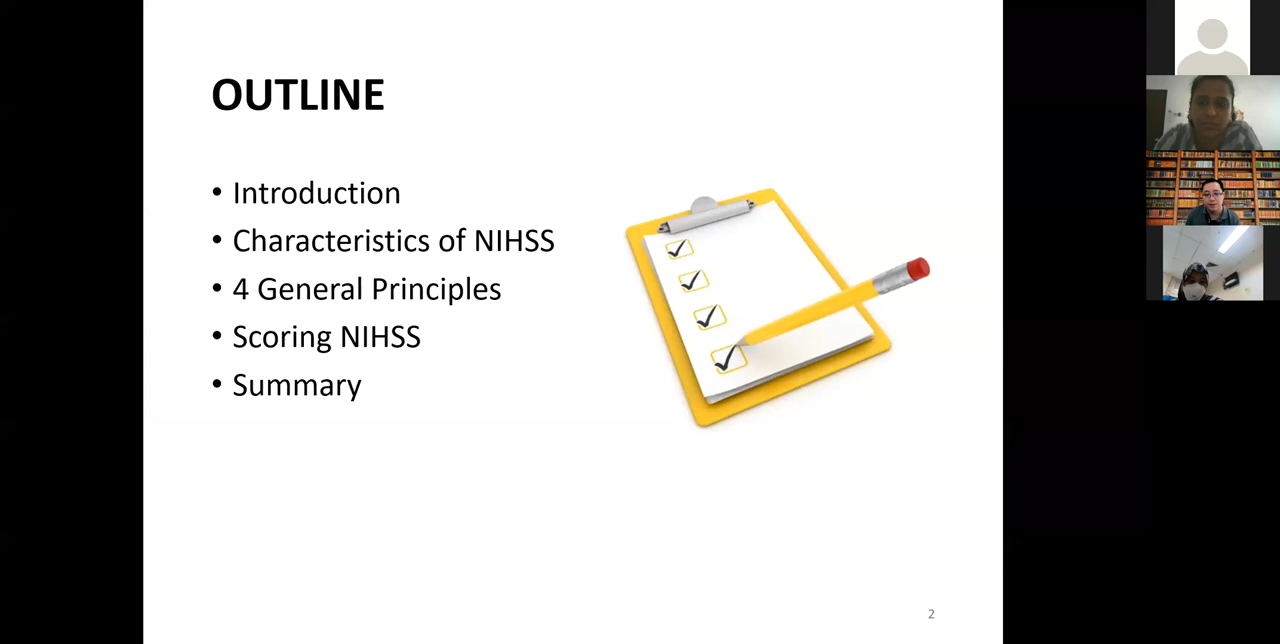 OUTLINE
• Introduction
• Characteristics of NIHSS
• 4 General Principles
• Scoring NIHSS
• Summary
2